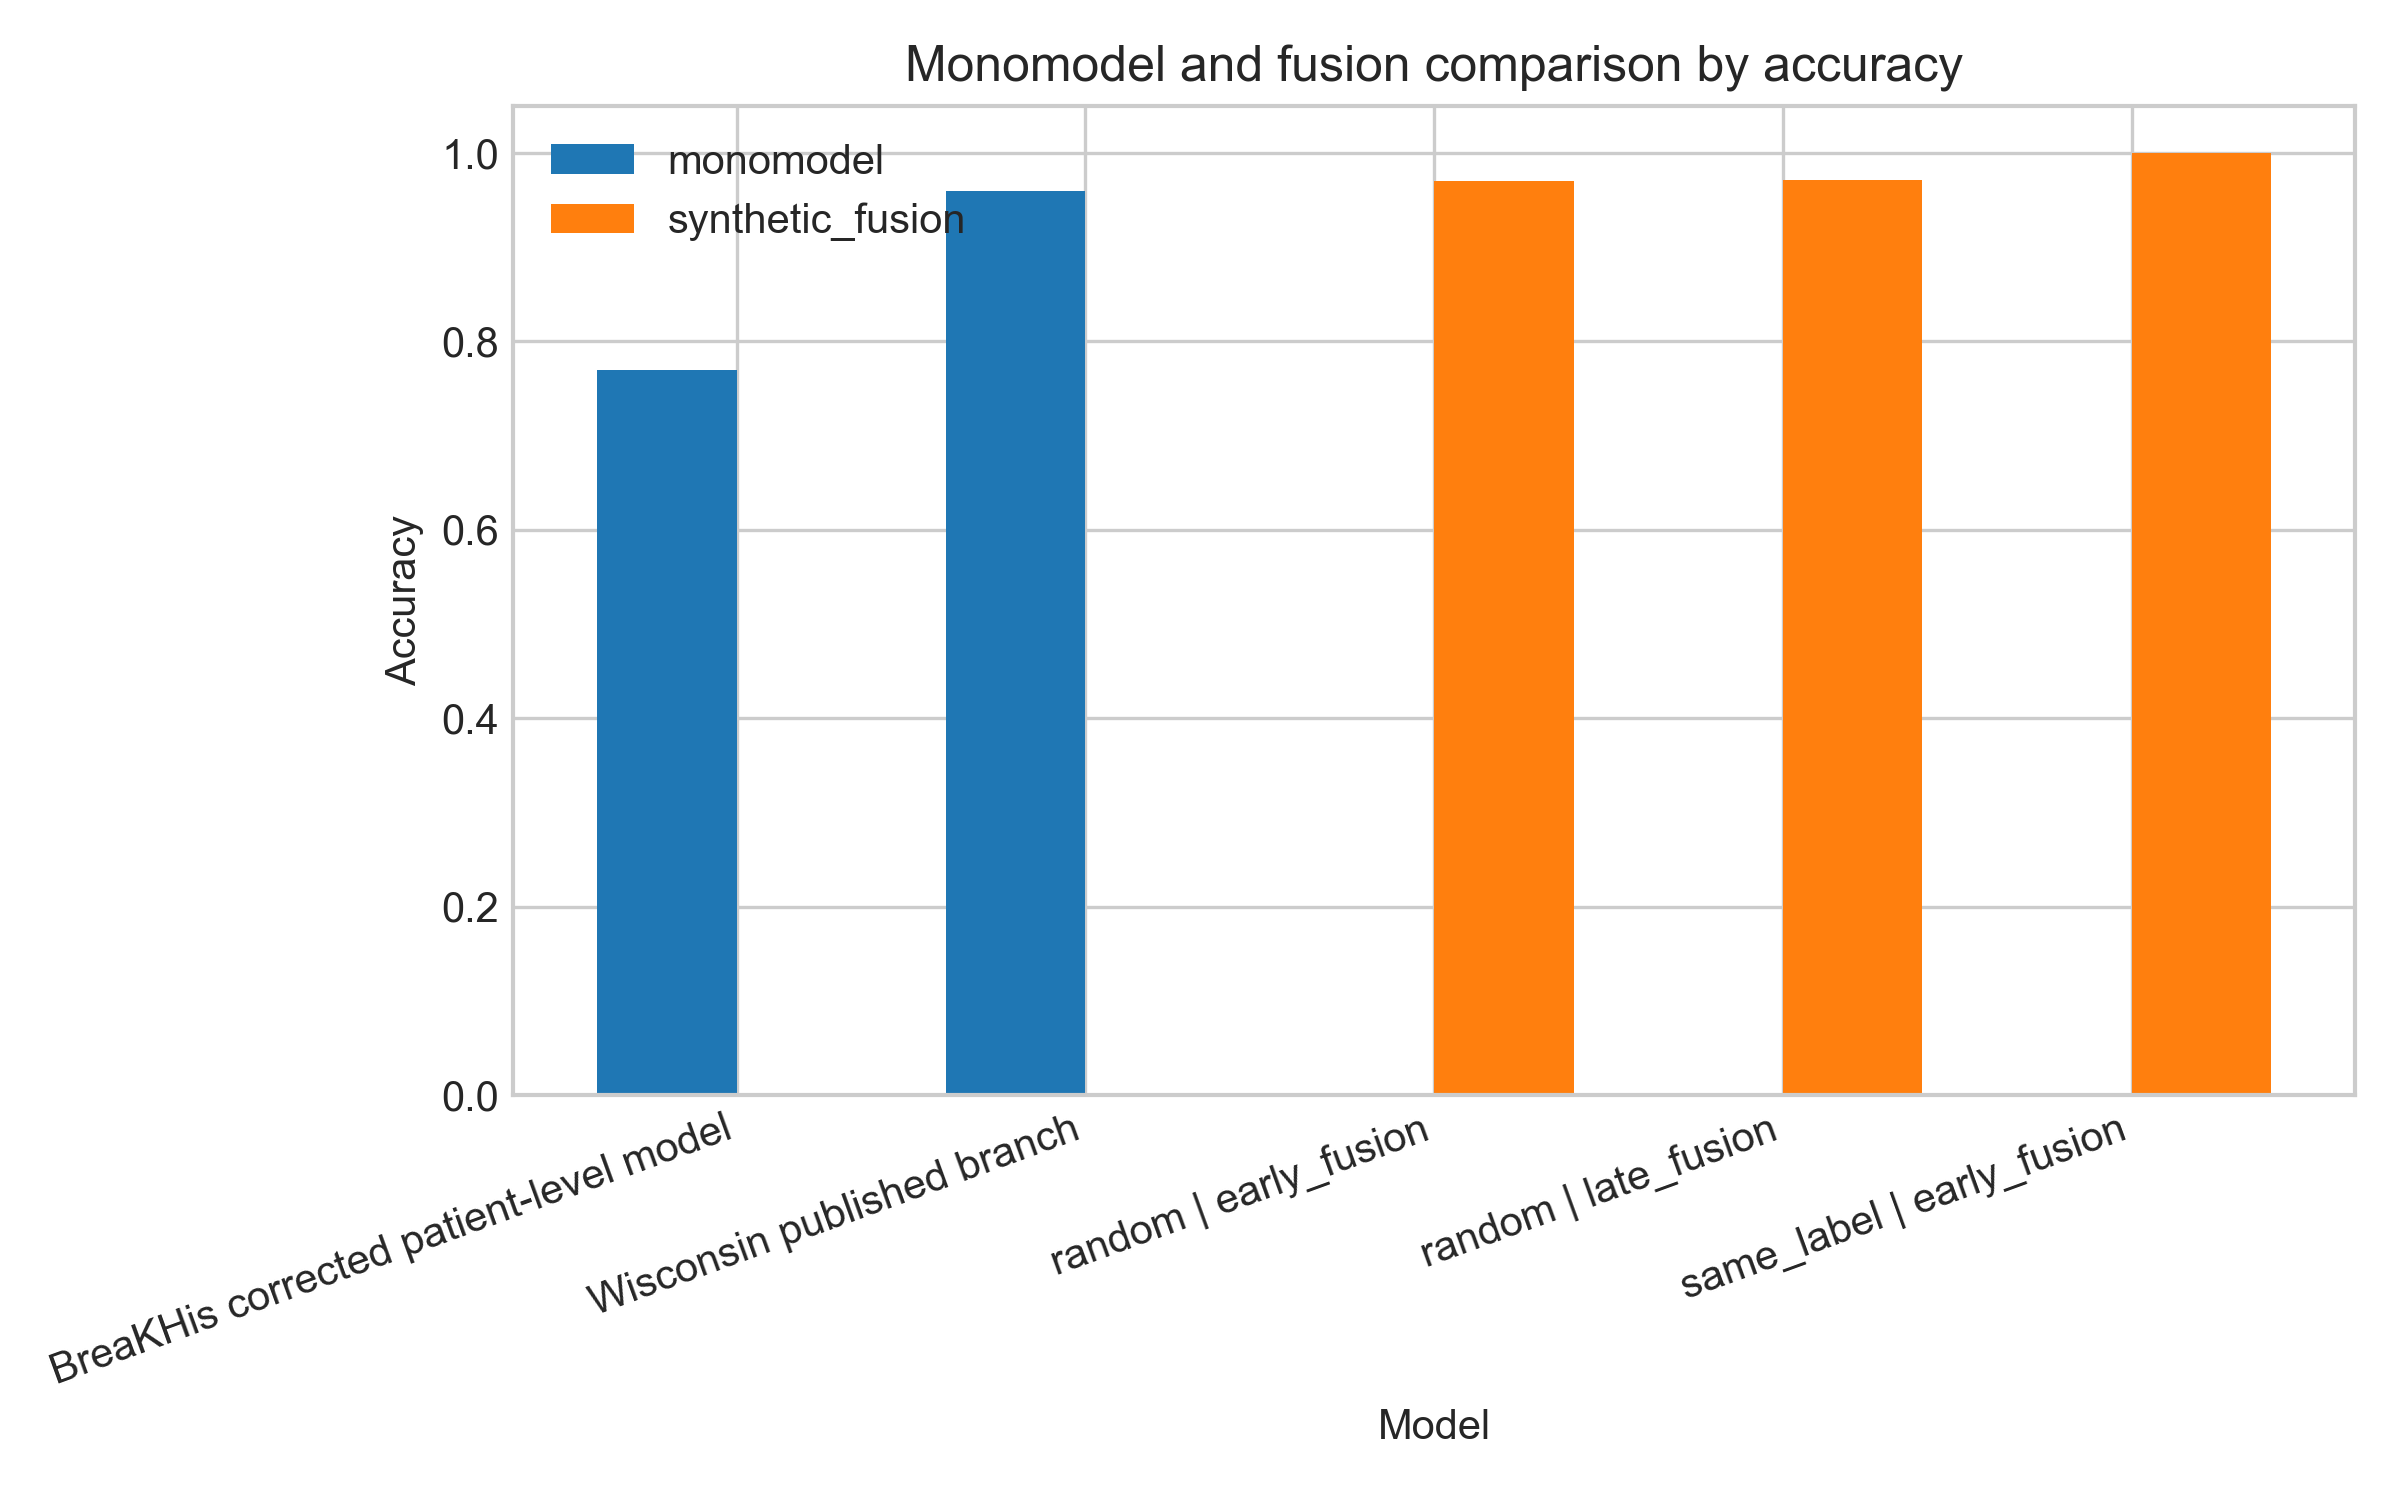 Monomodel and fusion comparison by accuracy
monomodel
synthetic_fusion
1.0
0.8
0.6
0.4
0.2
0.0
Accuracy
BreaKHis corrected patient-level model
Wisconsin published branch
random | early_fusion
random | late_fusion
same_label | early_fusion
Model